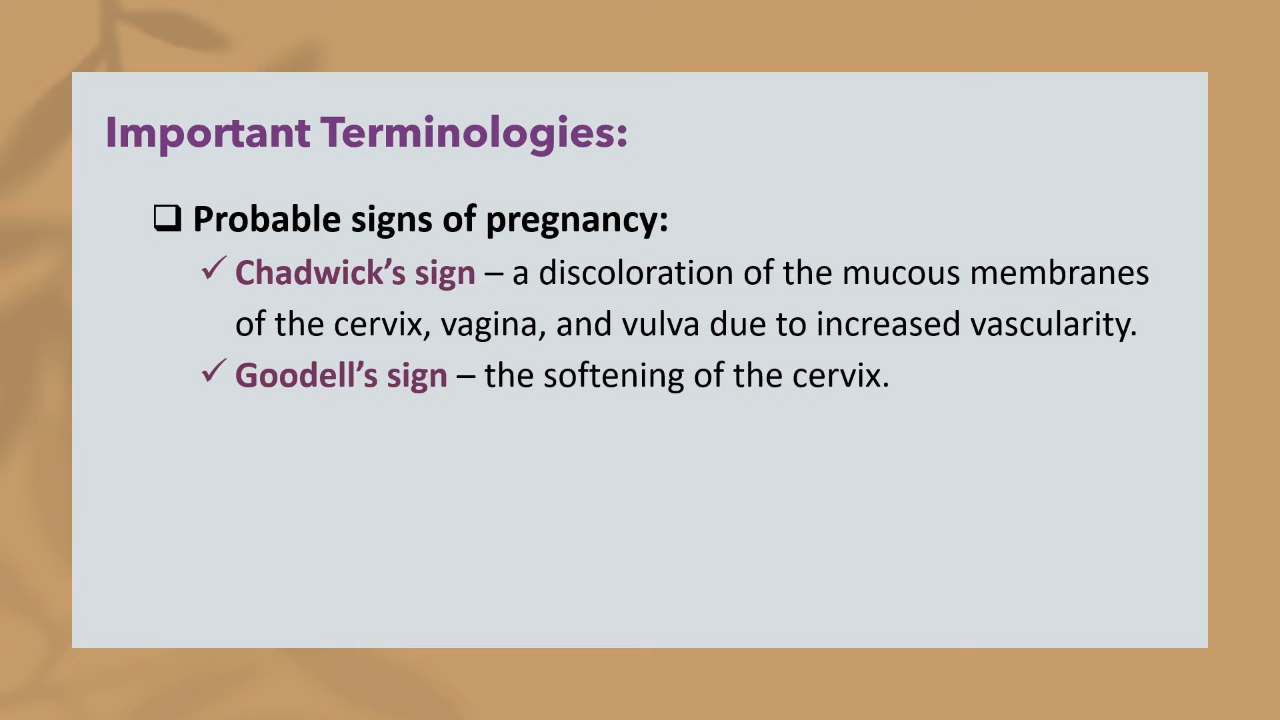 Important Terminologies:
❑ Probable signs of pregnancy:
✓ Chadwick’s sign – a discoloration of the mucous membranes
of the cervix, vagina, and vulva due to increased vascularity.
✓ Goodell’s sign – the softening of the cervix.